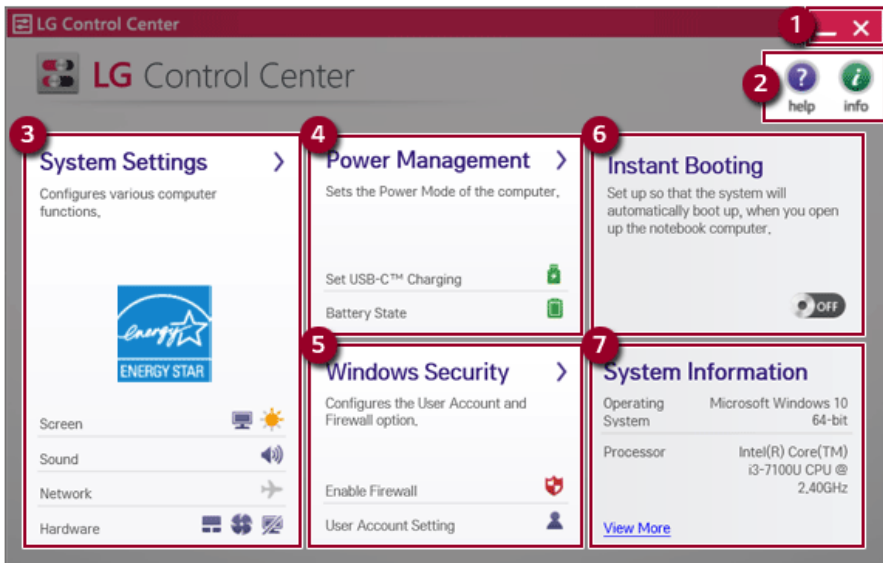 LG Control Center
1
LG Control Center
2
?
i
help
info
3
System Settings
Configures various computer
functions.
energy
ENERGY STAR
Screen
Sound
Network
Hardware
4
Power Management
Sets the Power Mode of the computer.
Set USB-C™ Charging
Battery State
5
Windows Security
Configures the User Account and
Firewall option.
Enable Firewall
User Account Setting
6
Instant Booting
Set up so that the system will
automatically boot up, when you open
up the notebook computer.
OFF
7
System Information
Operating Microsoft Windows 10
System 64-bit
Processor Intel(R) Core(TM)
i3-7100U CPU @
2.40GHz
View More